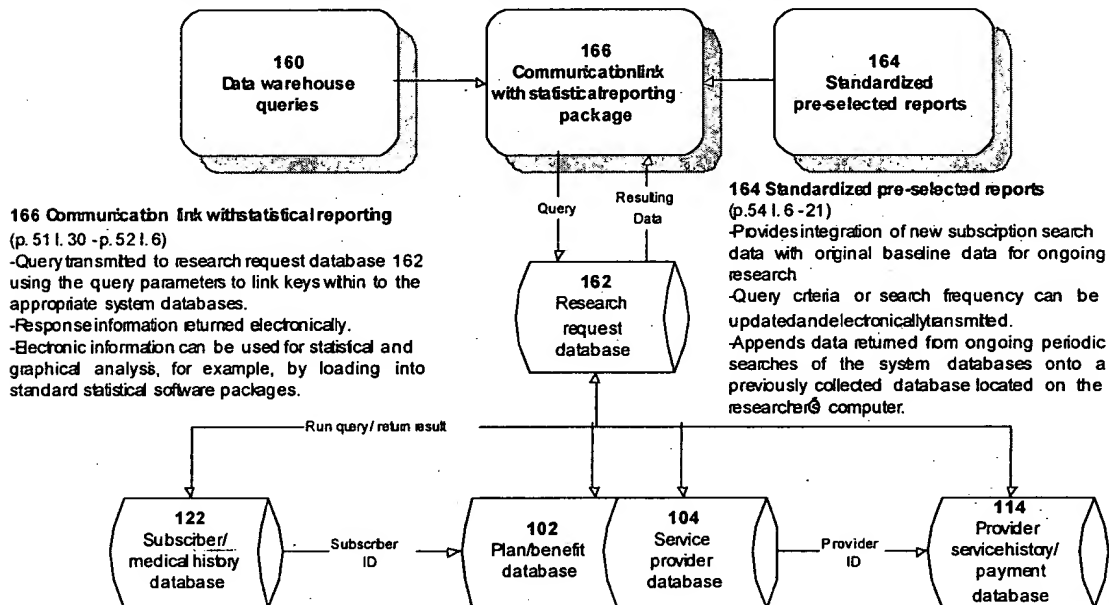 160
Data warehouse
queries
166
Communicationlink
with statisticalreporting
package
164
Standardized
pre-selected reports
Query
Resulting
Data
166 Communication link withstatistical reporting
(p. 51 l. 30 - p. 52 l. 6)
-Query transmitted to research request database 162
using the query parameters to link keys within to the
appropriate system databases.
-Response information returned electronically.
-Electronic information can be used for statistical and
graphical analysis, for example, by loading into
standard statistical software packages.
164 Standardized pre-selected reports
(p.54 l. 6 -21)
-Provides integration of new subsciption search
data with original baseline data for ongoing
research
-Query criteria or search frequency can be
updatedandelectronicallytransmitted.
-Appends data returned from ongoing periodic
searches of the system databases onto a
previously collected database located on the
researcherÕs computer.
162
Research
request
database
Run query / return result
122
Subscriber/
medical history
database
Subscriber
ID
102
Plan/benefit
database
104
Service
provider
database
Provider
ID
114
Provider
servicehistory/
payment
database